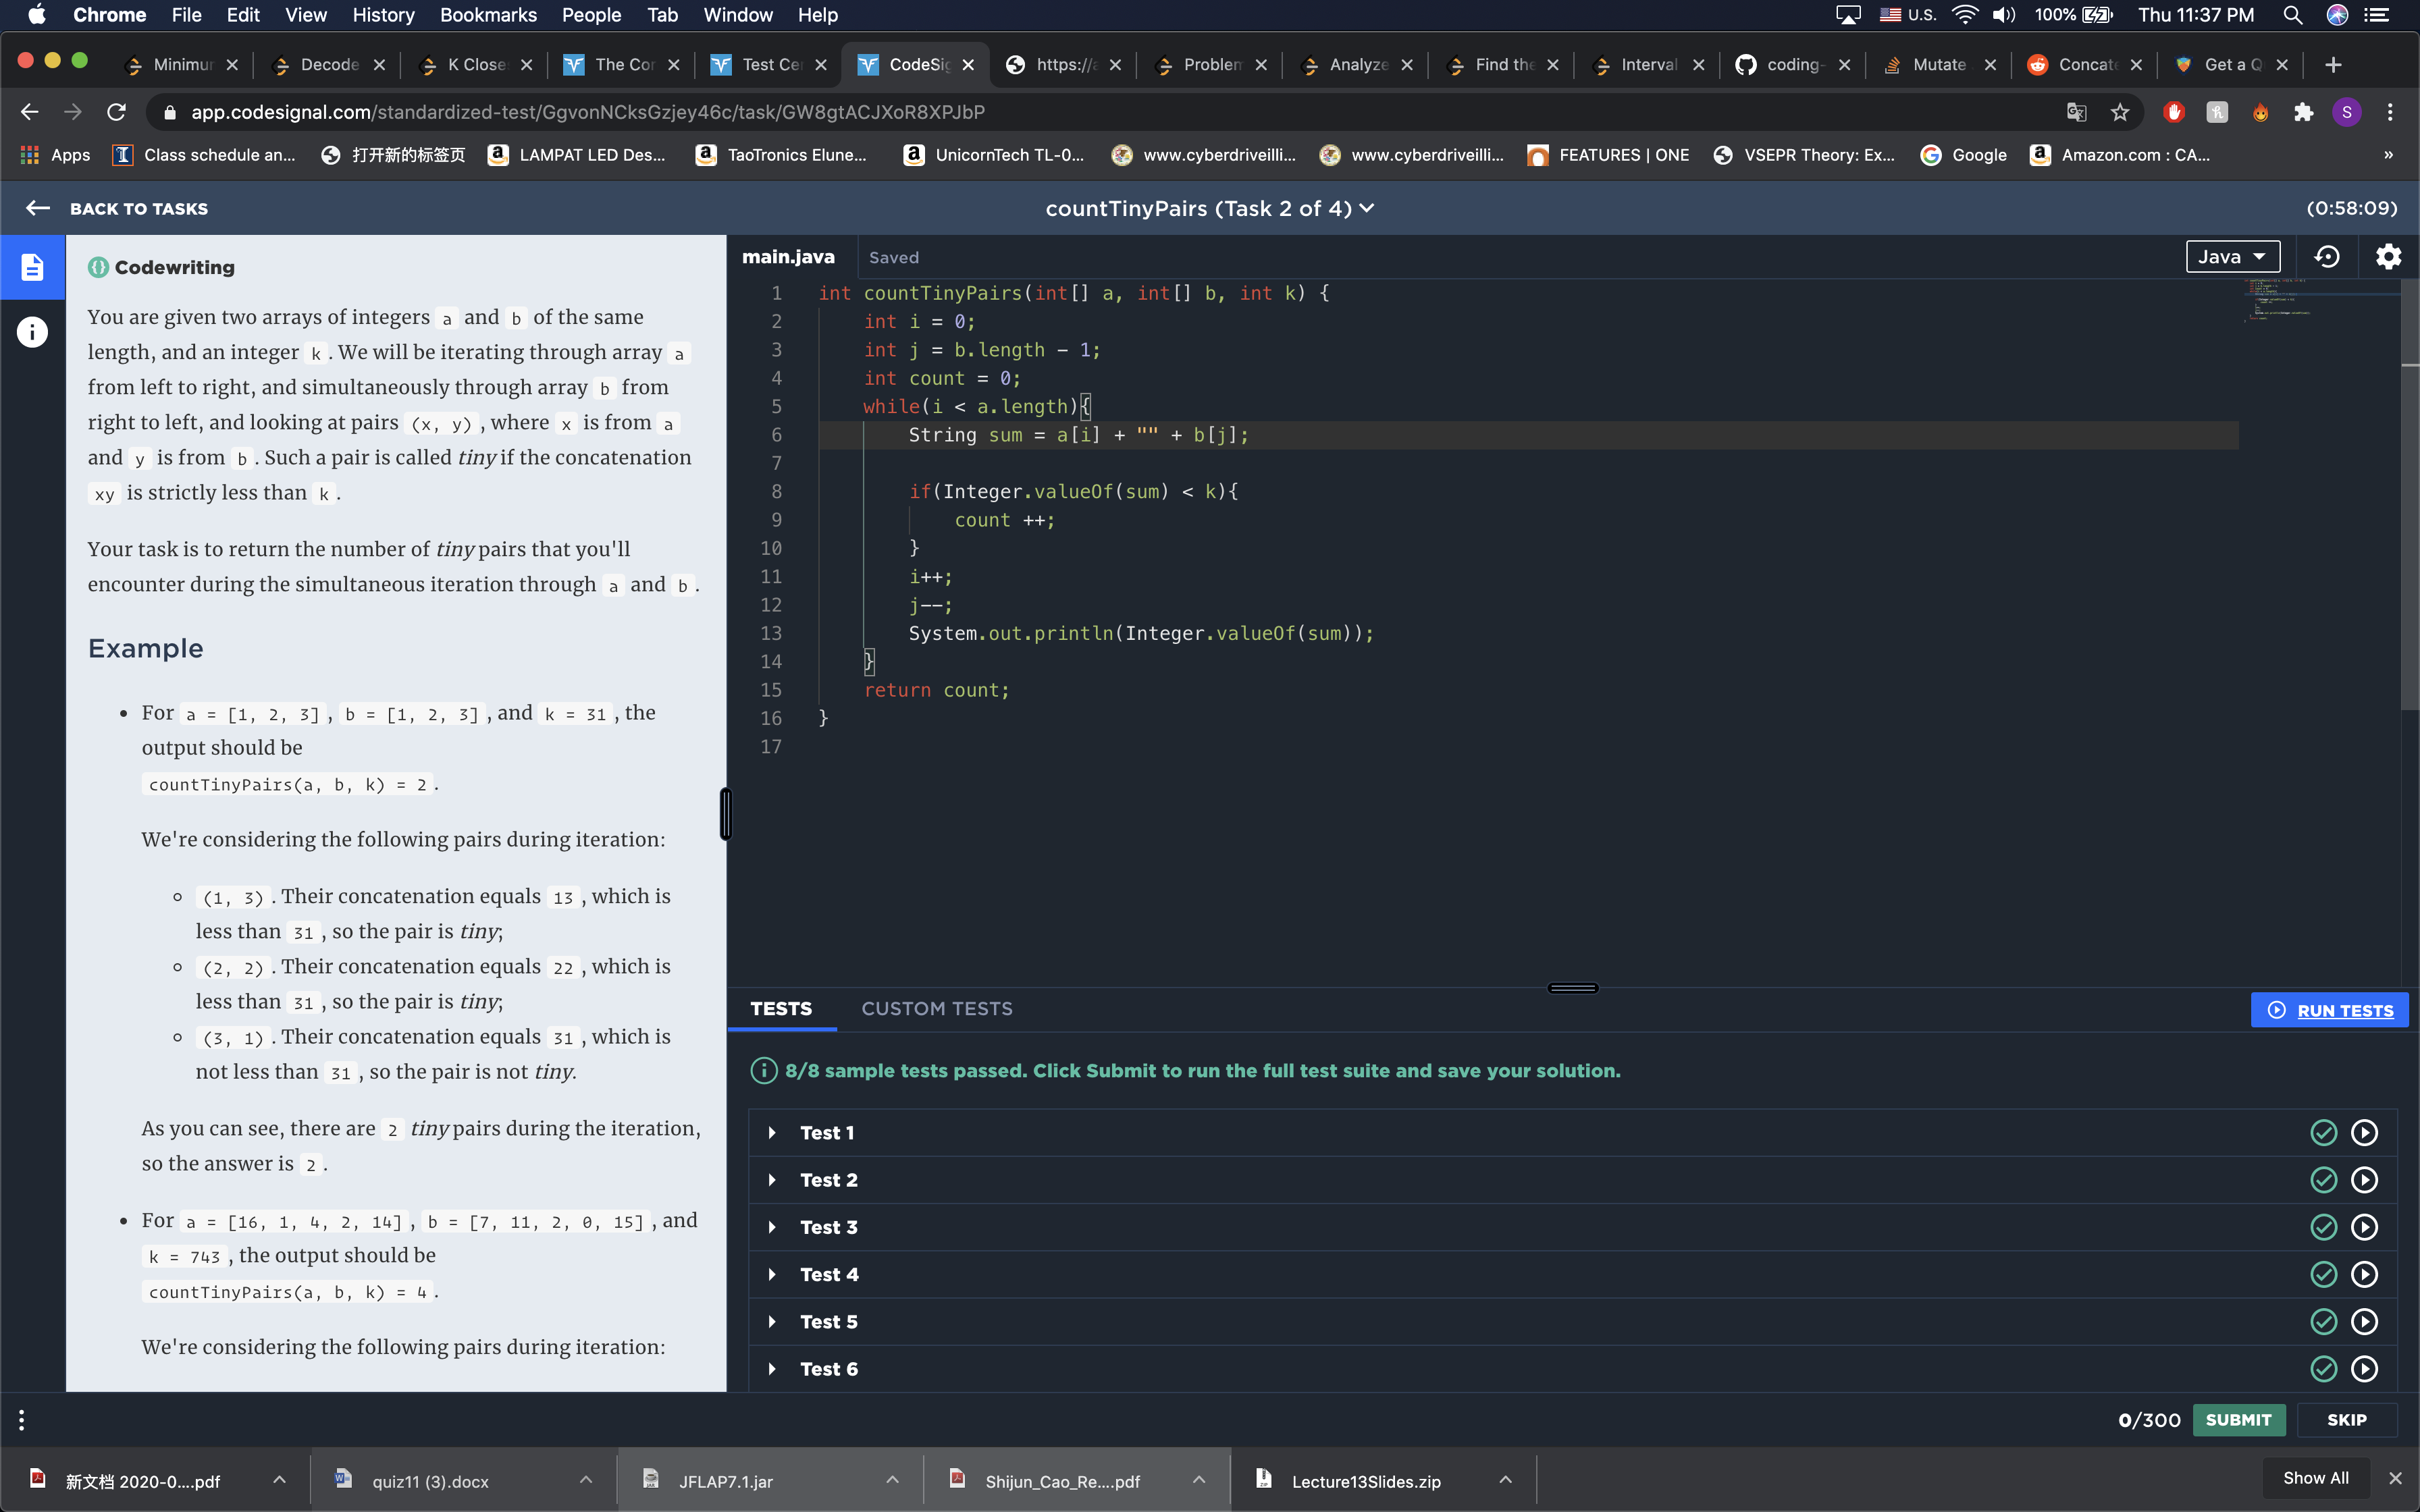 Chrome File Edit View History Bookmarks People Tab Window Help U.S. 100% Thu 11:37 PM
Minimu Decode K Close The Cor Test Cer CodeSig https://a Problem Analyze Find the Interval coding- Mutate Concate Get a Q
app.codesignal.com/standardized-test/GgvonNCksGzjey46c/task/GW8gtACJXoR8XPJbP S
Apps Class schedule an... 打开新的标签页 LAMPAT LED Des... TaoTronics Elune... UnicornTech TL-0... www.cyberdriveilli... www.cyberdriveilli... FEATURES | ONE VSEPR Theory: Ex... Google Amazon.com : CA... »
BACK TO TASKS countTinyPairs (Task 2 of 4) (0:58:09)
Codewriting
You are given two arrays of integers a and b of the same
length, and an integer k. We will be iterating through array a
from left to right, and simultaneously through array b from
right to left, and looking at pairs (x, y), where x is from a
and y is from b. Such a pair is called tiny if the concatenation
xy is strictly less than k.
Your task is to return the number of tiny pairs that you'll
encounter during the simultaneous iteration through a and b.
Example
• For a = [1, 2, 3], b = [1, 2, 3], and k = 31, the
output should be
countTinyPairs(a, b, k) = 2.
We're considering the following pairs during iteration:
(1, 3). Their concatenation equals 13, which is
less than 31, so the pair is tiny;
(2, 2). Their concatenation equals 22, which is
less than 31, so the pair is tiny;
(3, 1). Their concatenation equals 31, which is
not less than 31, so the pair is not tiny.
As you can see, there are 2 tiny pairs during the iteration,
so the answer is 2.
• For a = [16, 1, 4, 2, 14], b = [7, 11, 2, 0, 15], and
k = 743, the output should be
countTinyPairs(a, b, k) = 4.
We're considering the following pairs during iteration:
main.java Saved Java
1 int countTinyPairs(int[] a, int[] b, int k) {
2 int i = 0;
3 int j = b.length - 1;
4 int count = 0;
5 while(i < a.length){
6 String sum = a[i] + "" + b[j];
7
8 if(Integer.valueOf(sum) < k){
9 count ++;
10 }
11 i++;
12 j--;
13 System.out.println(Integer.valueOf(sum));
14 }
15 return count;
16 }
17
TESTS CUSTOM TESTS RUN TESTS
8/8 sample tests passed. Click Submit to run the full test suite and save your solution.
Test 1
Test 2
Test 3
Test 4
Test 5
Test 6
0/300 SUBMIT SKIP
新文档 2020-0....pdf quiz11 (3).docx JFLAP7.1.jar Shijun_Cao_Re....pdf Lecture13Slides.zip Show All